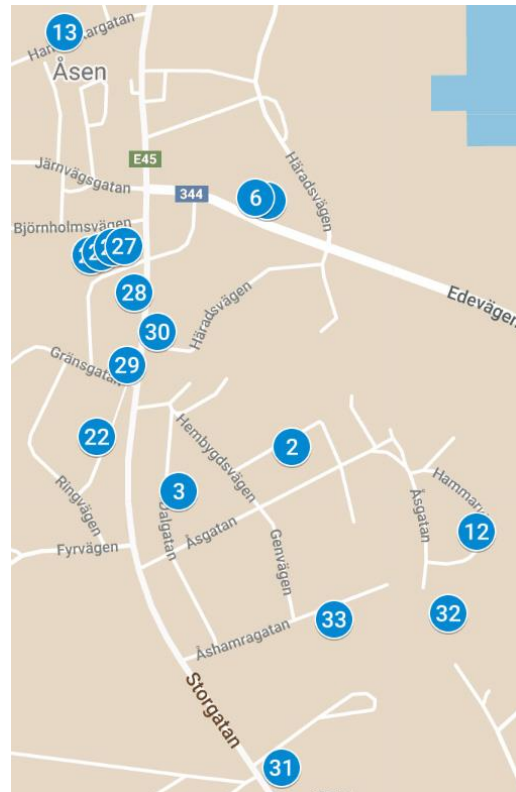 13
Åsen
E45
Järnvägsgatan
344
6
Häradsvägen
Björnholmsvägen
27
28
Edevägen
30
Häradsvägen
Gränsgatan
29
22
Hembygdsvägen
2
3
Ringvägen
Dalgatan
Åsgatan
Åsgatan
12
Fyrvägen
Genvägen
32
33
Åshamragatan
Storgatan
31